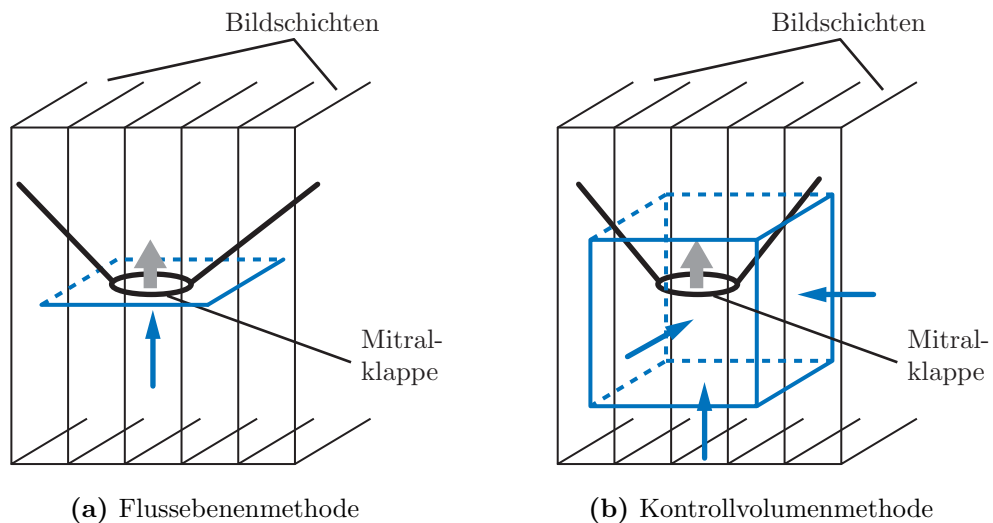 Bildschichten
Mitral-
klappe
(a) Flussebenenmethode
Bildschichten
Mitral-
klappe
(b) Kontrollvolumenmethode